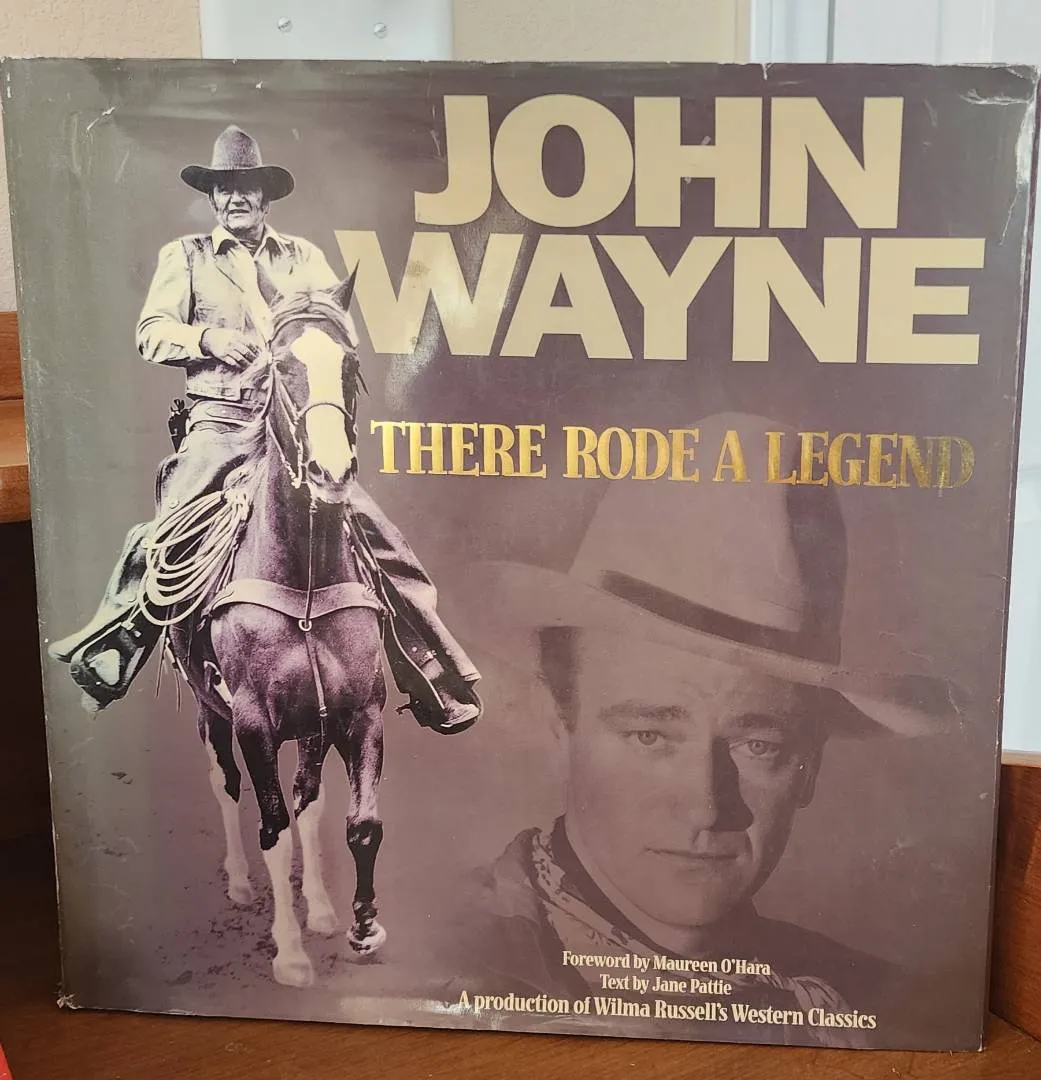 JOHN
WAYNE
THERE RODE A LEGEND
Foreword by Maureen O'Hara
Text by Jane Pattie
A production of Wilma Russell's Western Classics